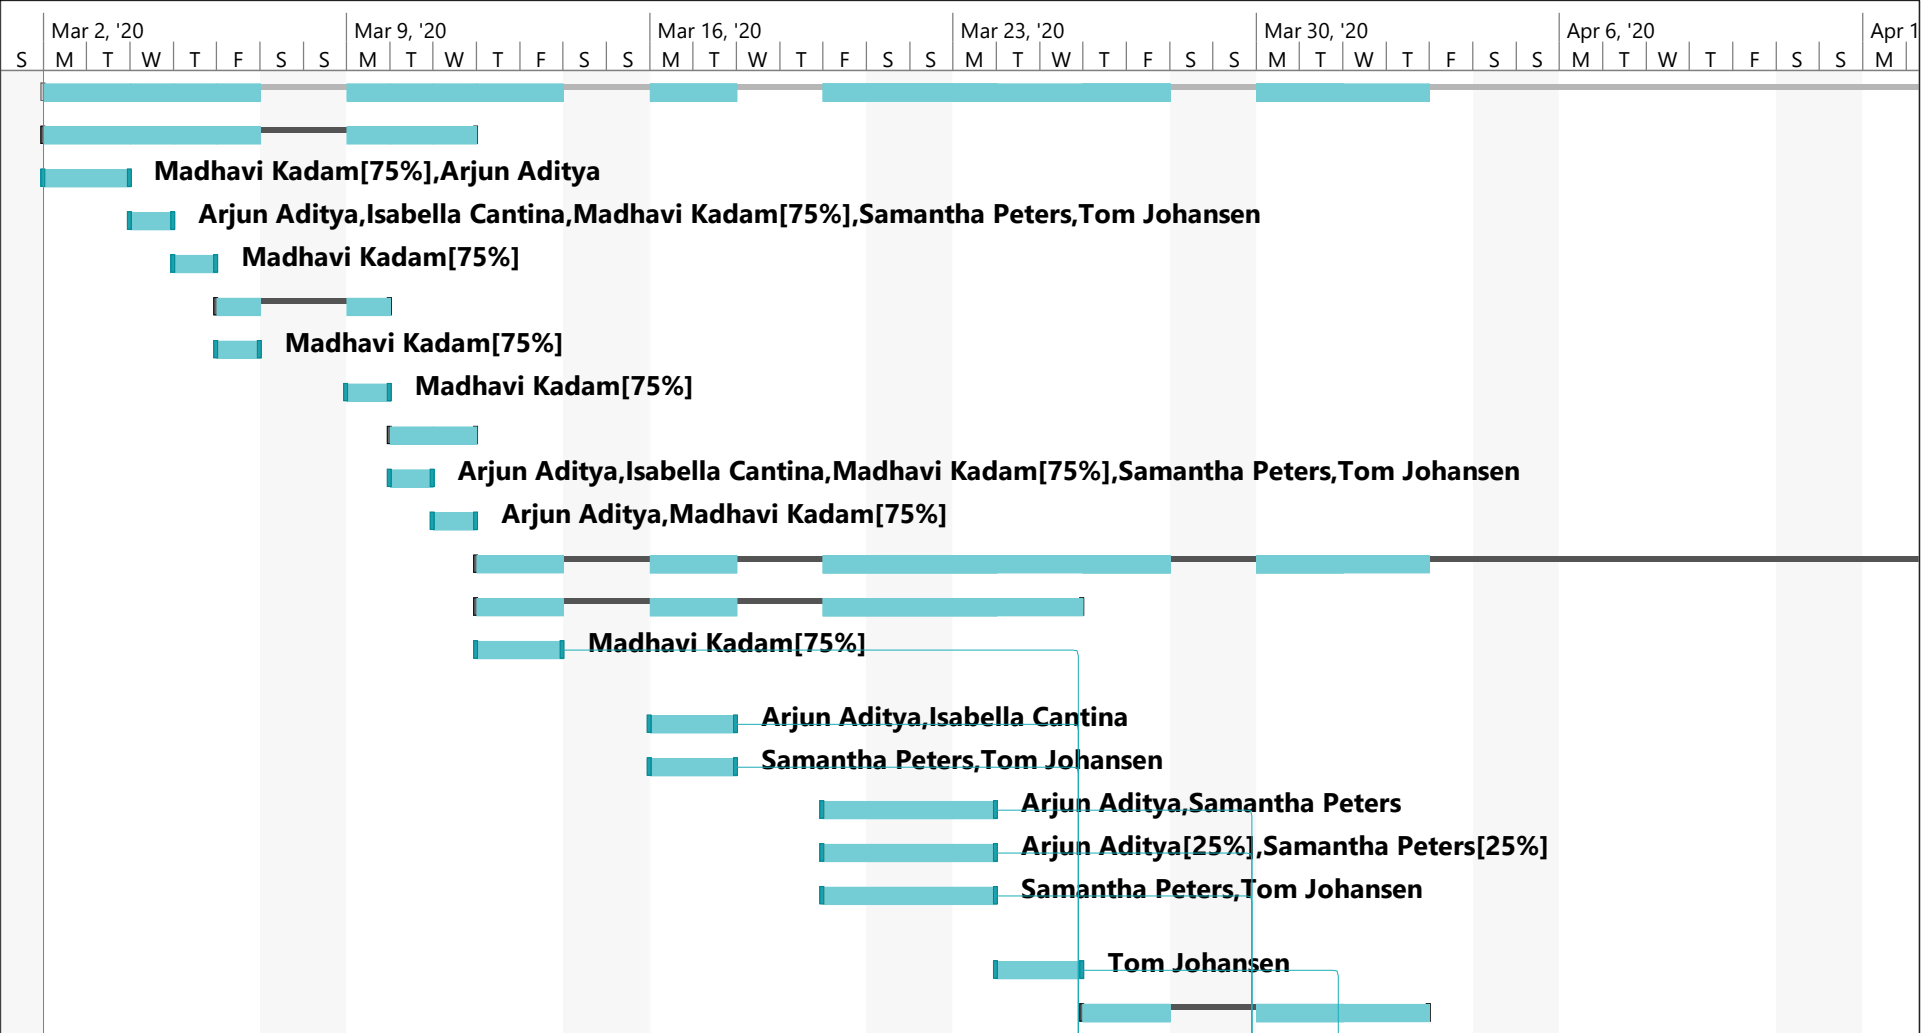 Mar 2, '20 Mar 9, '20 Mar 16, '20 Mar 23, '20 Mar 30, '20 Apr 6, '20 Apr 1
S M T W T F S S M T W T F S S M T W T F S S M T W T F S S M T W T F S S M T W T F S S M
Madhavi Kadam[75%],Arjun Aditya
Arjun Aditya,Isabella Cantina,Madhavi Kadam[75%],Samantha Peters,Tom Johansen
Madhavi Kadam[75%]
Madhavi Kadam[75%]
Madhavi Kadam[75%]
Arjun Aditya,Isabella Cantina,Madhavi Kadam[75%],Samantha Peters,Tom Johansen
Arjun Aditya,Madhavi Kadam[75%]
Madhavi Kadam[75%]
Arjun Aditya,Isabella Cantina
Samantha Peters,Tom Johansen
Arjun Aditya,Samantha Peters
Arjun Aditya[25%],Samantha Peters[25%]
Samantha Peters,Tom Johansen
Tom Johansen